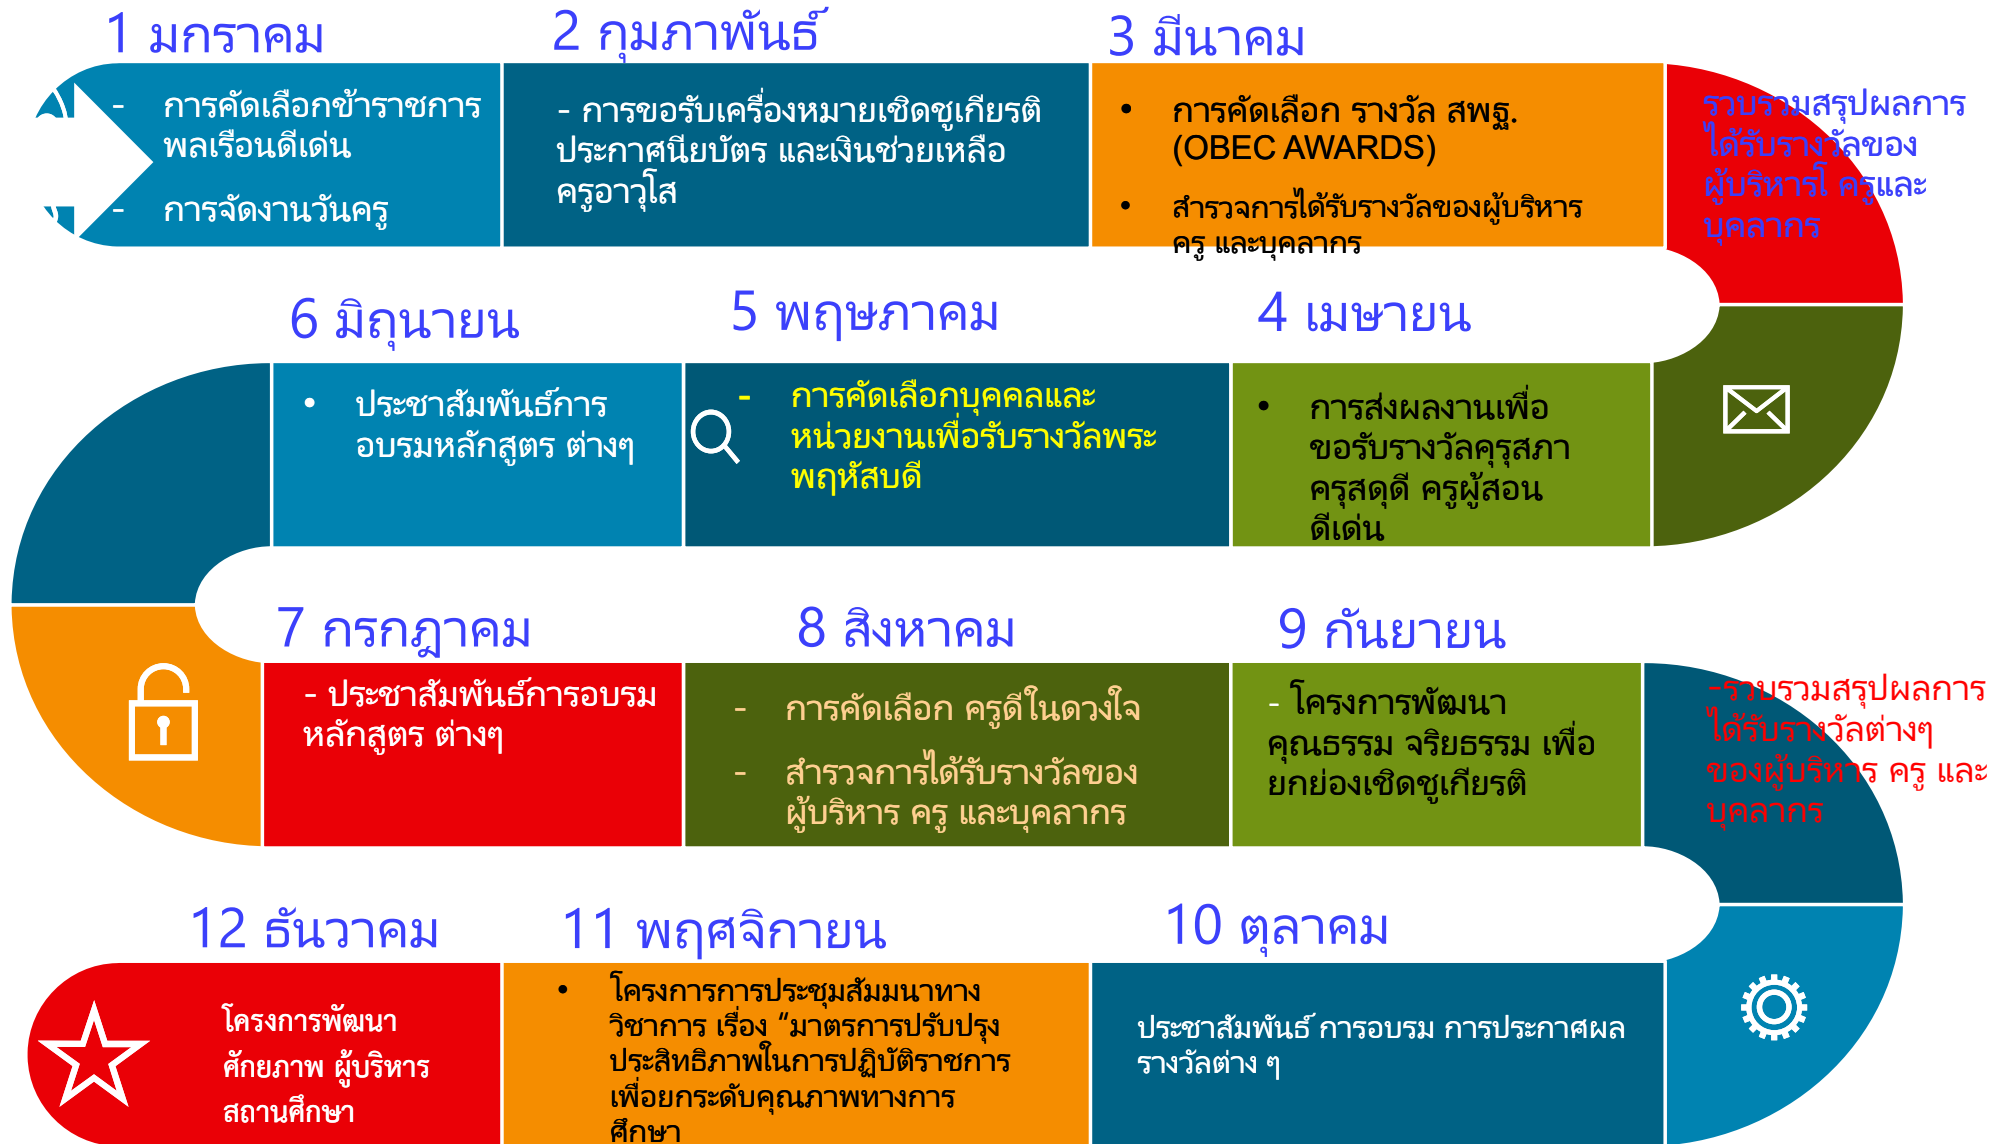 1 มกราคม
- การคัดเลือกข้าราชการ
พลเรือนดีเด่น
- การจัดงานวันครู
2 กุมภาพันธ์
- การขอรับเครื่องหมายเชิดชูเกียรติ
ประกาศนียบัตร และเงินช่วยเหลือ
ครูอาวุโส
3 มีนาคม
• การคัดเลือก รางวัล สพฐ.
(OBEC AWARDS)
• สำรวจการได้รับรางวัลของผู้บริหาร
ครู และบุคลากร
รวบรวมสรุปผลการ
ได้รับรางวัลของ
ผู้บริหารโ ครูและ
บุคลากร
4 เมษายน
• การส่งผลงานเพื่อ
ขอรับรางวัลคุรุสภา
ครุสดุดี ครูผู้สอน
ดีเด่น
5 พฤษภาคม
- การคัดเลือกบุคคลและ
หน่วยงานเพื่อรับรางวัลพระ
พฤหัสบดี
6 มิถุนายน
• ประชาสัมพันธ์การ
อบรมหลักสูตร ต่างๆ
7 กรกฎาคม
- ประชาสัมพันธ์การอบรม
หลักสูตร ต่างๆ
8 สิงหาคม
- การคัดเลือก ครูดีในดวงใจ
- สำรวจการได้รับรางวัลของ
ผู้บริหาร ครู และบุคลากร
9 กันยายน
- โครงการพัฒนา
คุณธรรม จริยธรรม เพื่อ
ยกย่องเชิดชูเกียรติ
-รวบรวมสรุปผลการ
ได้รับรางวัลต่างๆ
ของผู้บริหาร ครู และ
บุคลากร
10 ตุลาคม
ประชาสัมพันธ์ การอบรม การประกาศผล
รางวัลต่าง ๆ
11 พฤศจิกายน
• โครงการการประชุมสัมมนาทาง
วิชาการ เรื่อง “มาตรการปรับปรุง
ประสิทธิภาพในการปฏิบัติราชการ
เพื่อยกระดับคุณภาพทางการ
ศึกษา
12 ธันวาคม
โครงการพัฒนา
ศักยภาพ ผู้บริหาร
สถานศึกษา